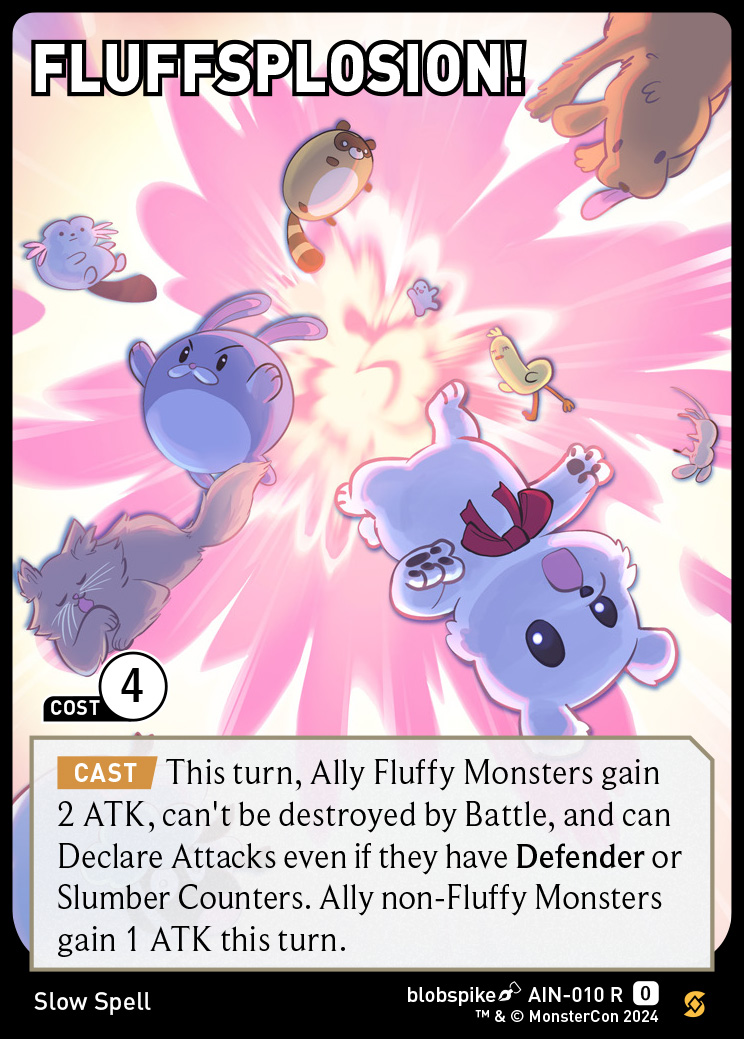 FLUFFSPLOSION!
COST 4
CAST This turn, Ally Fluffy Monsters gain
2 ATK, can't be destroyed by Battle, and can
Declare Attacks even if they have Defender or
Slumber Counters. Ally non-Fluffy Monsters
gain 1 ATK this turn.
Slow Spell
blobspike AIN-010 R 0
™ & © MonsterCon 2024